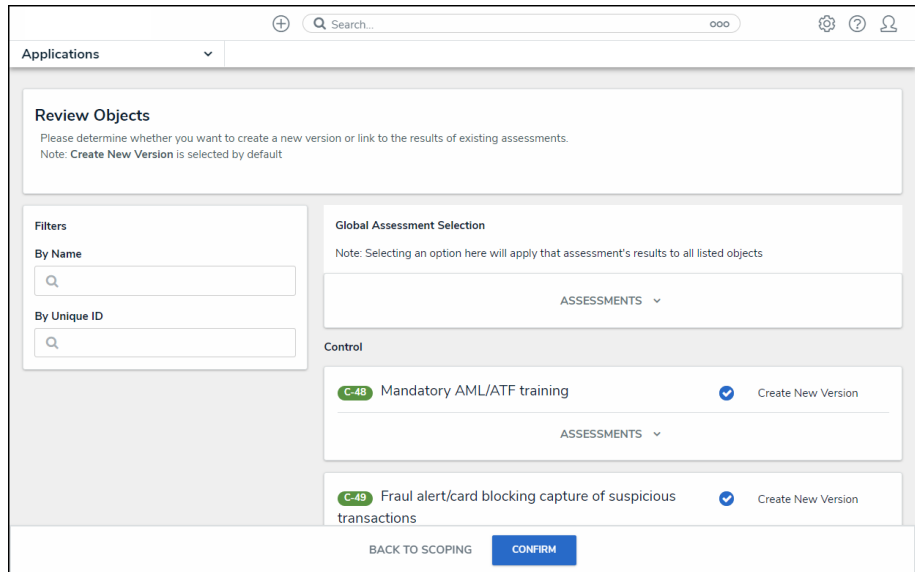 Search...
Applications
Review Objects
Please determine whether you want to create a new version or link to the results of existing assessments.
Note: Create New Version is selected by default
Filters
By Name
By Unique ID
Global Assessment Selection
Note: Selecting an option here will apply that assessment's results to all listed objects
ASSESSMENTS
Control
C-48 Mandatory AML/ATF training Create New Version
ASSESSMENTS
C-49 Fraul alert/card blocking capture of suspicious Create New Version
transactions
BACK TO SCOPING CONFIRM